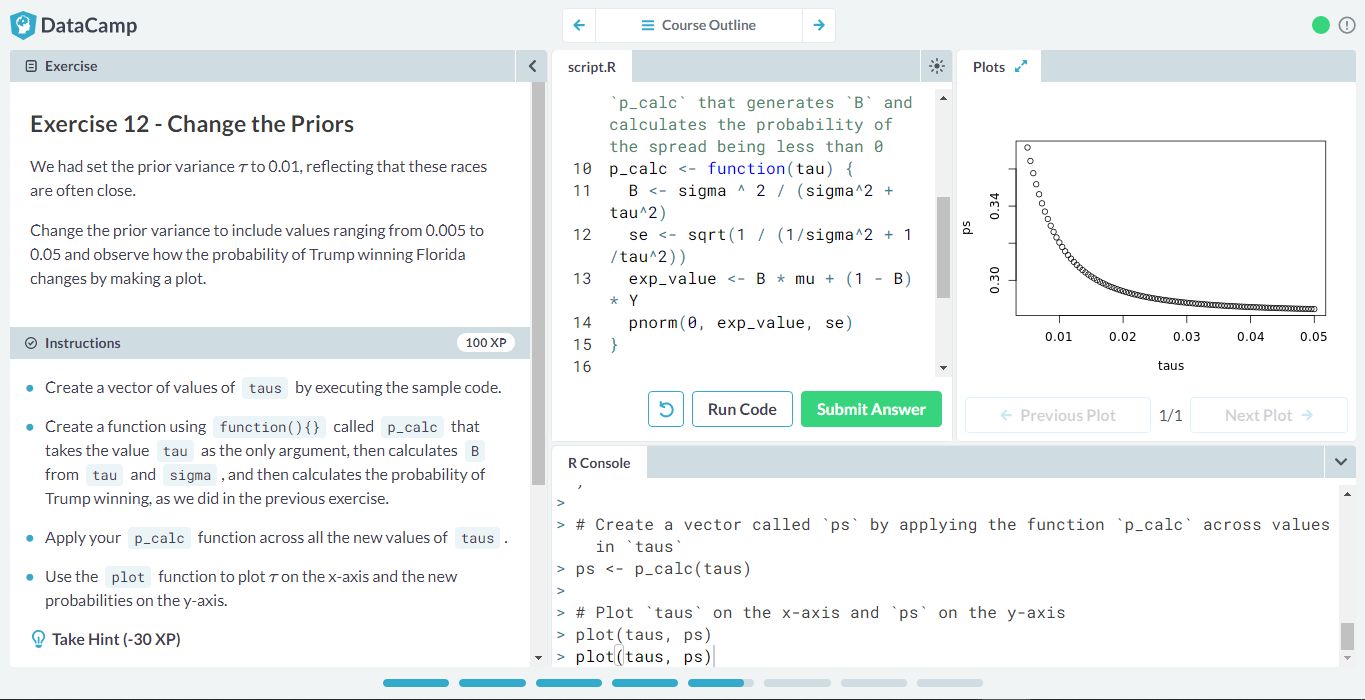 DataCamp
Course Outline
Exercise
Exercise 12 - Change the Priors
We had set the prior variance τ to 0.01, reflecting that these races
are often close.
Change the prior variance to include values ranging from 0.005 to
0.05 and observe how the probability of Trump winning Florida
changes by making a plot.
Instructions
100 XP
Create a vector of values of taus by executing the sample code.
Create a function using function(){} called p_calc that
takes the value tau as the only argument, then calculates B
from tau and sigma , and then calculates the probability of
Trump winning, as we did in the previous exercise.
Apply your p_calc function across all the new values of taus .
Use the plot function to plot τ on the x-axis and the new
probabilities on the y-axis.
Take Hint (-30 XP)
script.R
`p_calc` that generates `B` and
calculates the probability of
the spread being less than 0
10 p_calc <- function(tau) {
11 B <- sigma ^ 2 / (sigma^2 +
tau^2)
12 se <- sqrt(1 / (1/sigma^2 + 1
/tau^2))
13 exp_value <- B * mu + (1 - B)
* Y
14 pnorm(0, exp_value, se)
15 }
16
Run Code
Submit Answer
Plots
0.34
0.30
ps
0.01 0.02 0.03 0.04 0.05
taus
Previous Plot
1/1
Next Plot
R Console
>
> # Create a vector called `ps` by applying the function `p_calc` across values
in `taus`
> ps <- p_calc(taus)
>
> # Plot `taus` on the x-axis and `ps` on the y-axis
> plot(taus, ps)
> plot(taus, ps)